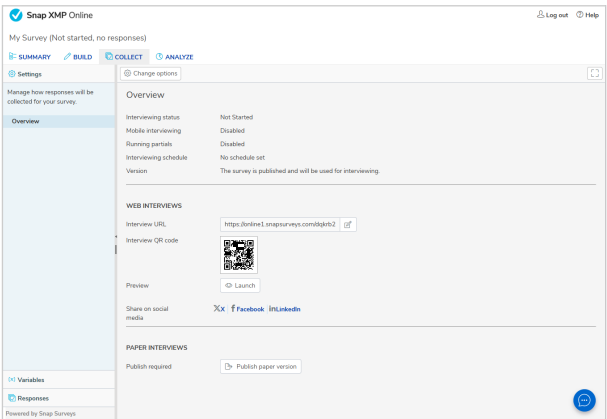 Snap XMP Online
Log out
Help
My Survey (Not started, no responses)
SUMMARY
BUILD
COLLECT
ANALYZE
Settings
Change options
Manage how responses will be
collected for your survey.
Overview
Overview
Interviewing status
Not Started
Mobile interviewing
Disabled
Running partials
Disabled
Interviewing schedule
No schedule set
Version
The survey is published and will be used for interviewing.
WEB INTERVIEWS
Interview URL
https://online1.snapsurveys.com/dqkrb2
Interview QR code
Preview
Launch
Share on social
media
X
Facebook
LinkedIn
PAPER INTERVIEWS
Publish required
Publish paper version
Variables
Responses
Powered by Snap Surveys